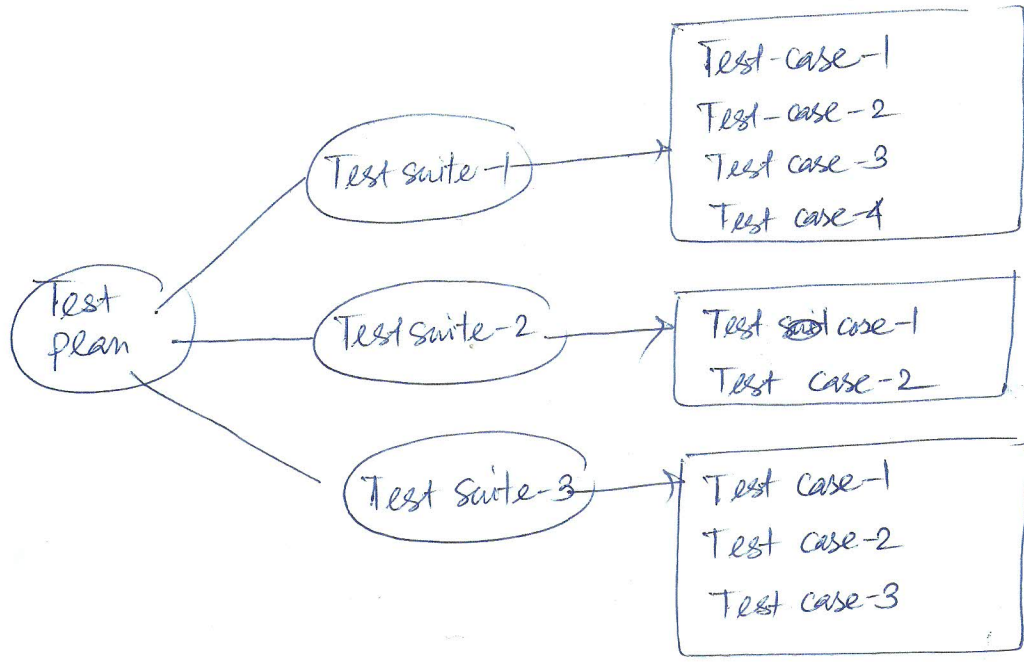 Test-case-1
Test-case-2
Test case-3
Test case-4
Test suite-1
Test
plan
Test suite-2
Test case-1
Test case-2
Test suite-3
Test case-1
Test case-2
Test case-3